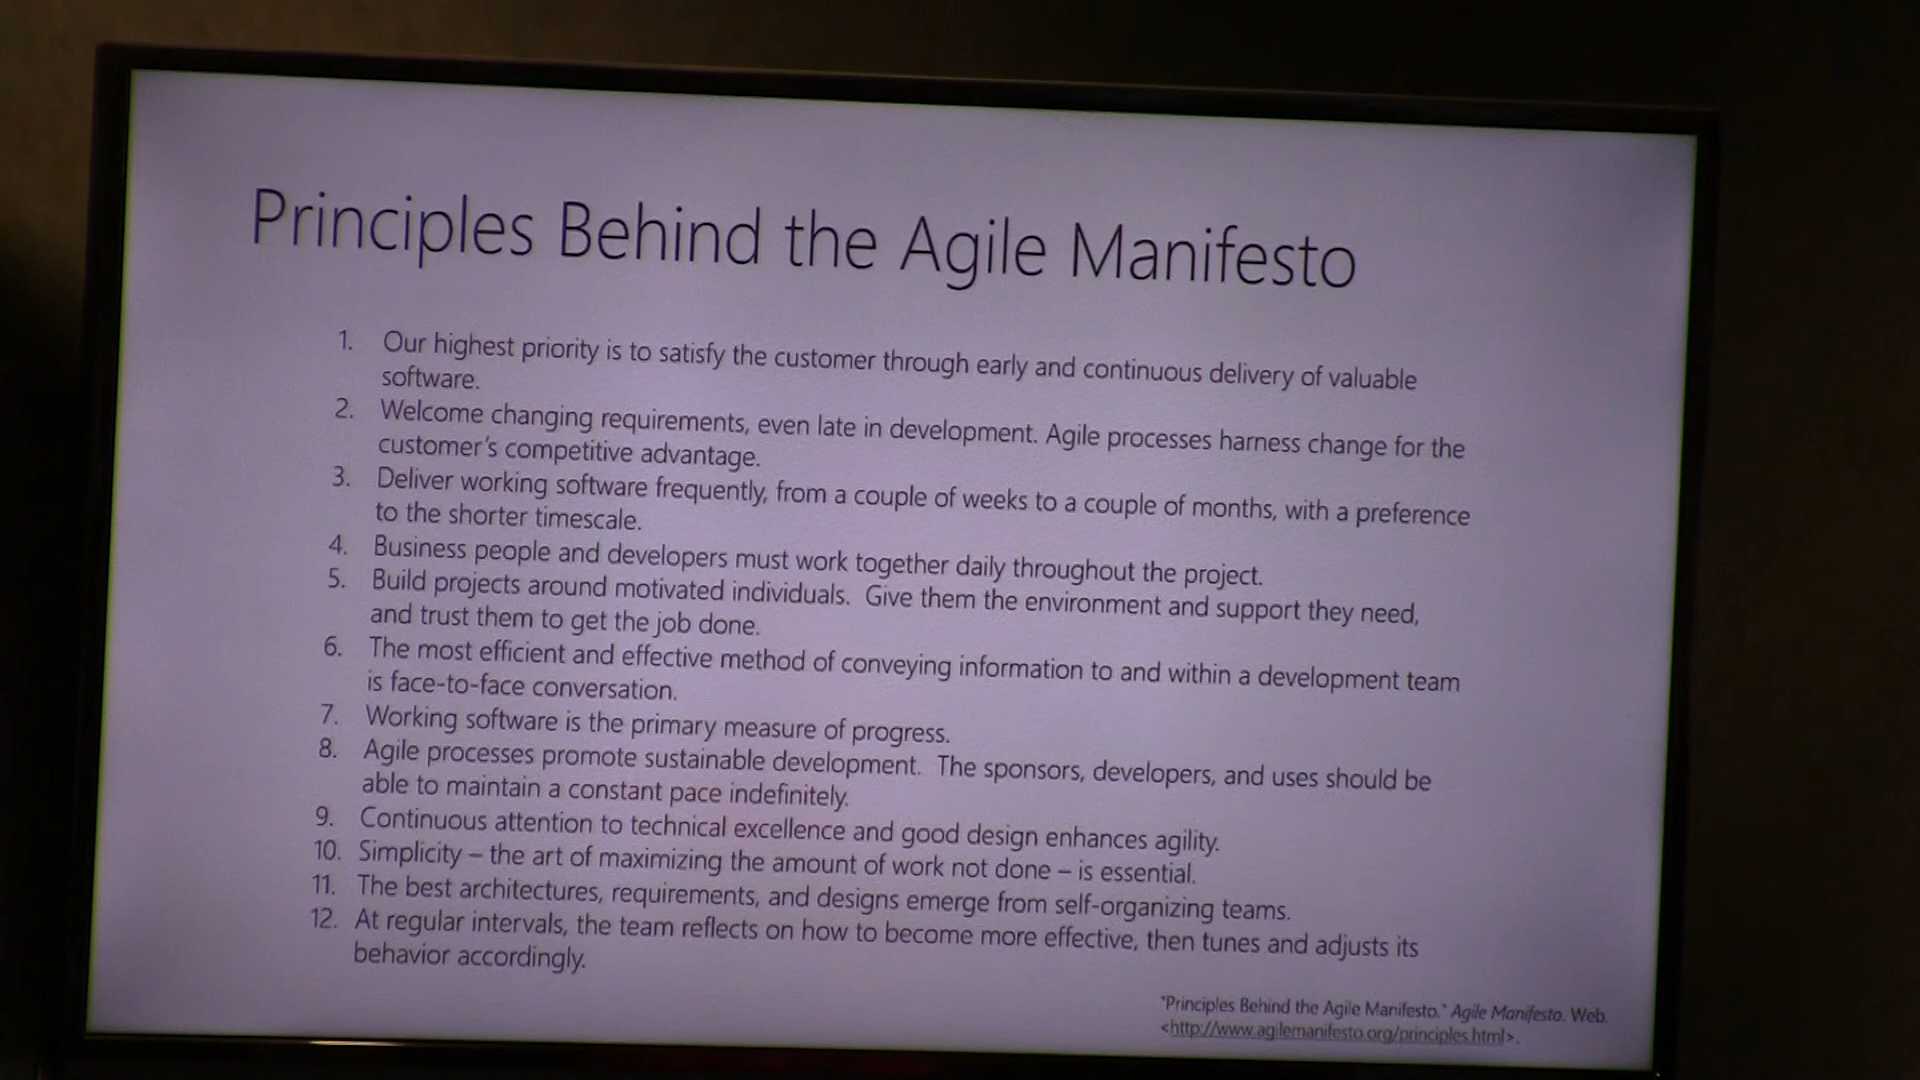 Principles Behind the Agile Manifesto
1. Our highest priority is to satisfy the customer through early and continuous delivery of valuable
software.
2. Welcome changing requirements, even late in development. Agile processes harness change for the
customer's competitive advantage.
3. Deliver working software frequently, from a couple of weeks to a couple of months, with a preference
to the shorter timescale.
4. Business people and developers must work together daily throughout the project.
5. Build projects around motivated individuals. Give them the environment and support they need,
and trust them to get the job done.
6. The most efficient and effective method of conveying information to and within a development team
is face-to-face conversation.
7. Working software is the primary measure of progress.
8. Agile processes promote sustainable development. The sponsors, developers, and uses should be
able to maintain a constant pace indefinitely.
9. Continuous attention to technical excellence and good design enhances agility.
10. Simplicity – the art of maximizing the amount of work not done – is essential.
11. The best architectures, requirements, and designs emerge from self-organizing teams.
12. At regular intervals, the team reflects on how to become more effective, then tunes and adjusts its
behavior accordingly.
"Principles Behind the Agile Manifesto." Agile Manifesto. Web.
<http://www.agilemanifesto.org/principles.html>.